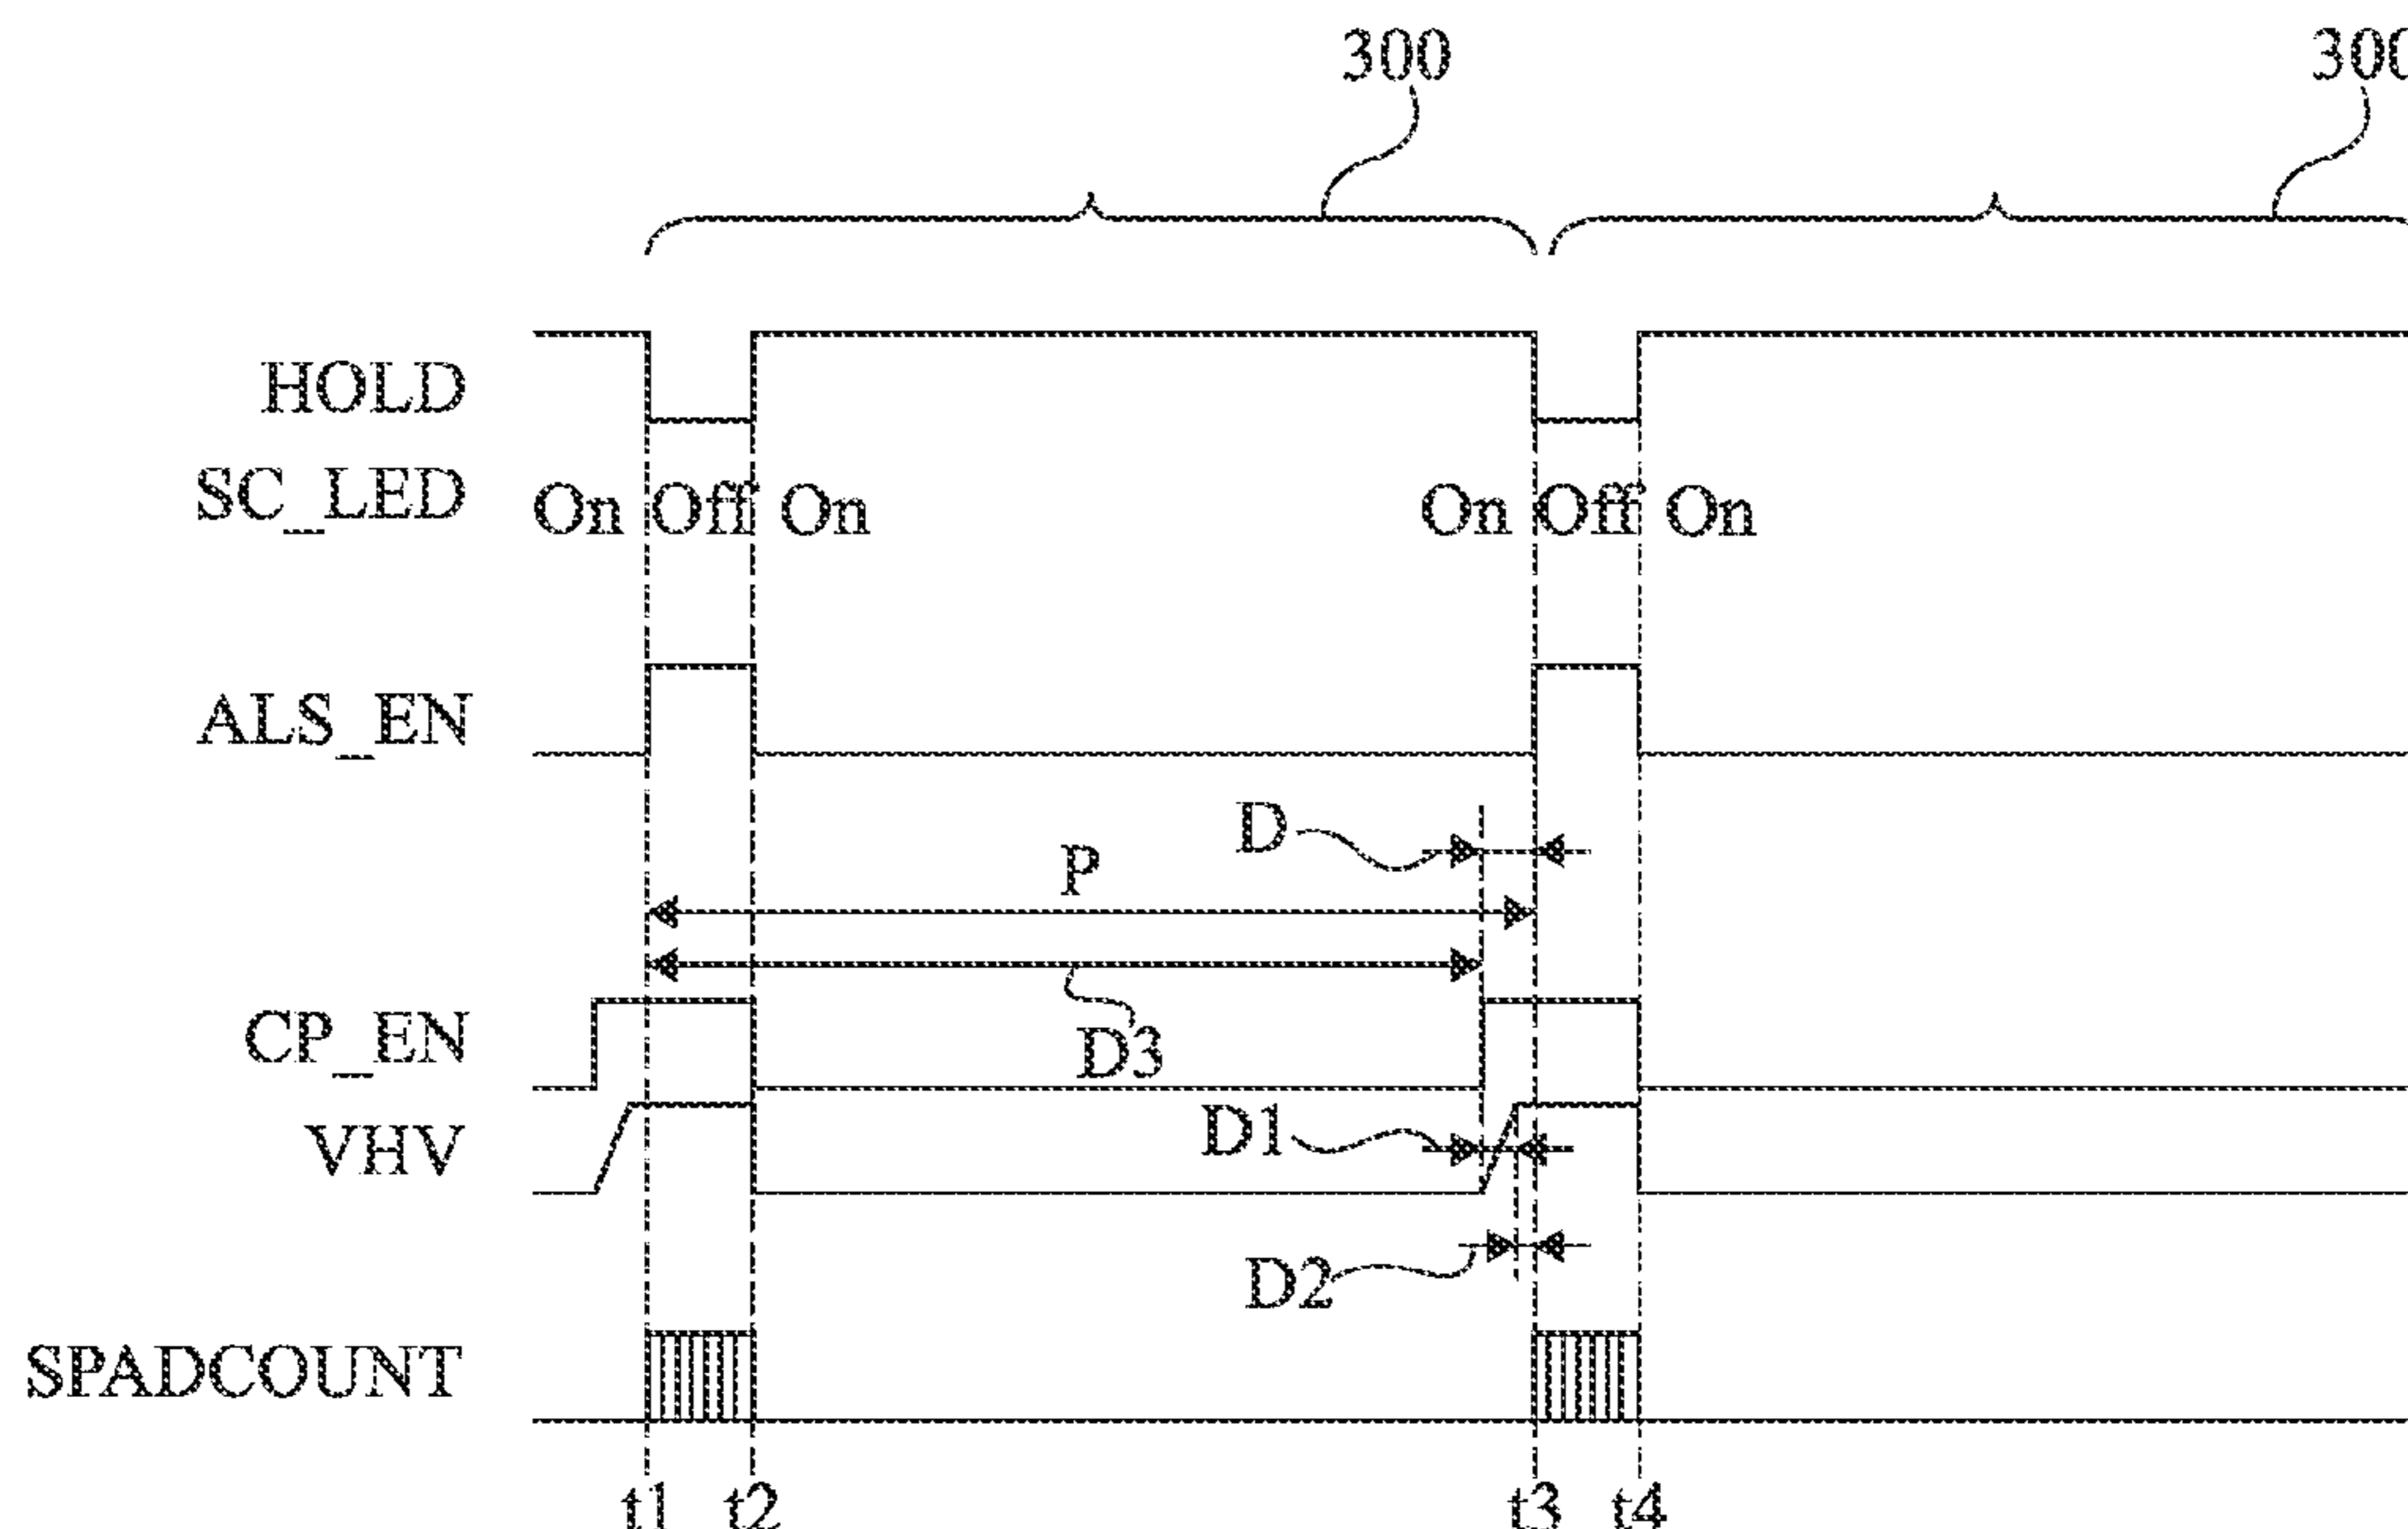 300 300
HOLD
SC_LED On Off On On Off On
ALS_EN
D
P
D3
CP_EN
D1
VHV
D2
SPADCOUNT
t1 t2 t3 t4